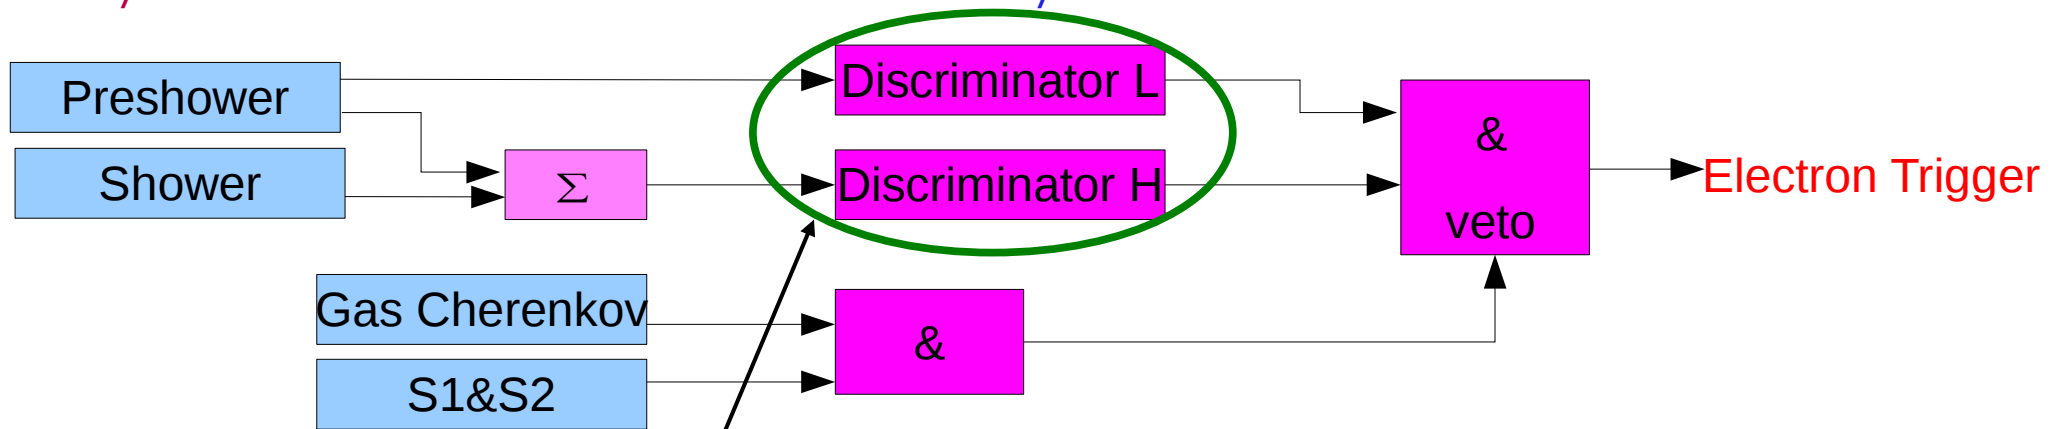 Preshower
Shower
Σ
Discriminator L
Discriminator H
&
veto
Electron Trigger
Gas Cherenkov
S1&S2
&